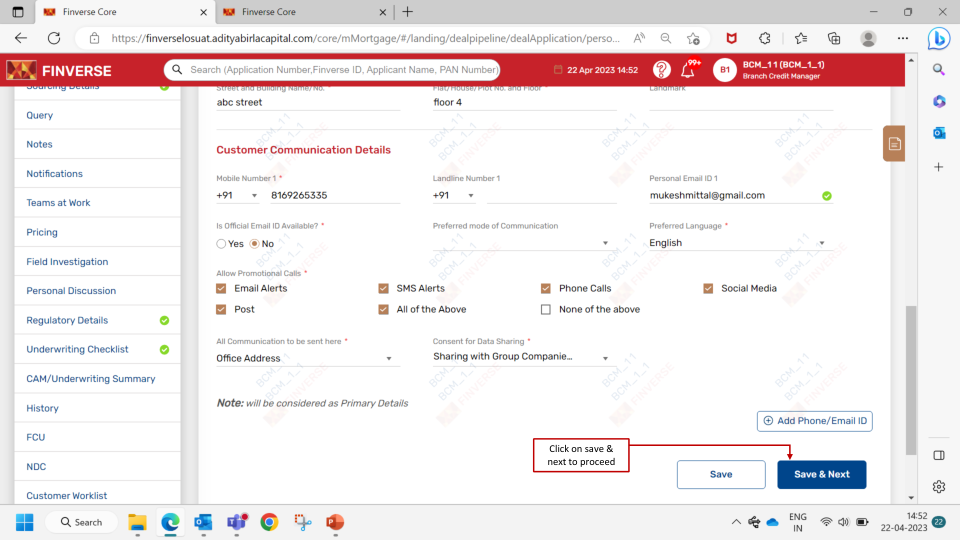 Finverse Core
Finverse Core
https://finverselosuat.adityabirlacapital.com/core/mMortgage/#/landing/dealpipeline/dealApplication/perso...
FINVERSE
Search (Application Number,Finverse ID, Applicant Name, PAN Number)
22 Apr 2023 14:52
99+
B1
BCM_1 1 (BCM_1_1)
Branch Credit Manager
Sourcing Details
Query
Notes
Notifications
Teams at Work
Pricing
Field Investigation
Personal Discussion
Regulatory Details
Underwriting Checklist
CAM/Underwriting Summary
History
FCU
NDC
Customer Worklist
Street and Building Name/No. *
Flat/House/Plot No. and Floor *
Landmark
abc street
floor 4
Customer Communication Details
Mobile Number 1 *
Landline Number 1
Personal Email ID 1
+91
8169265335
+91
mukeshmittal@gmail.com
Is Official Email ID Available? *
Preferred mode of Communication
Preferred Language *
Yes
No
English
Allow Promotional Calls *
Email Alerts
SMS Alerts
Phone Calls
Social Media
Post
All of the Above
None of the above
All Communication to be sent here *
Consent for Data Sharing *
Office Address
Sharing with Group Companie...
Note: will be considered as Primary Details
Add Phone/Email ID
Click on save &
next to proceed
Save
Save & Next
Search
ENG
IN
14:52
22-04-2023
22